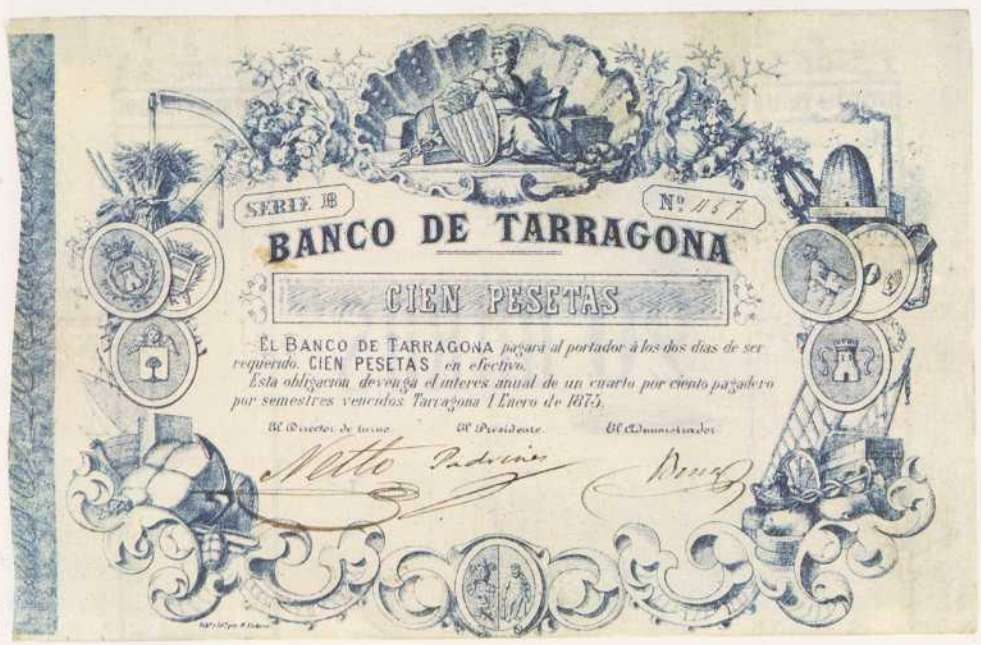 SERIE B
Nº 1157
BANCO DE TARRAGONA
CIEN PESETAS
EL BANCO DE TARRAGONA pagará al portador á los dos dias de ser
requerido. CIEN PESETAS en efectivo.
Esta obligacion devenga el interes anual de un cuarto por ciento pagadero
por semestres vencidos. Tarragona 1 Enero de 1875.
El Director de turno. El Presidente. El Administrador
Netto